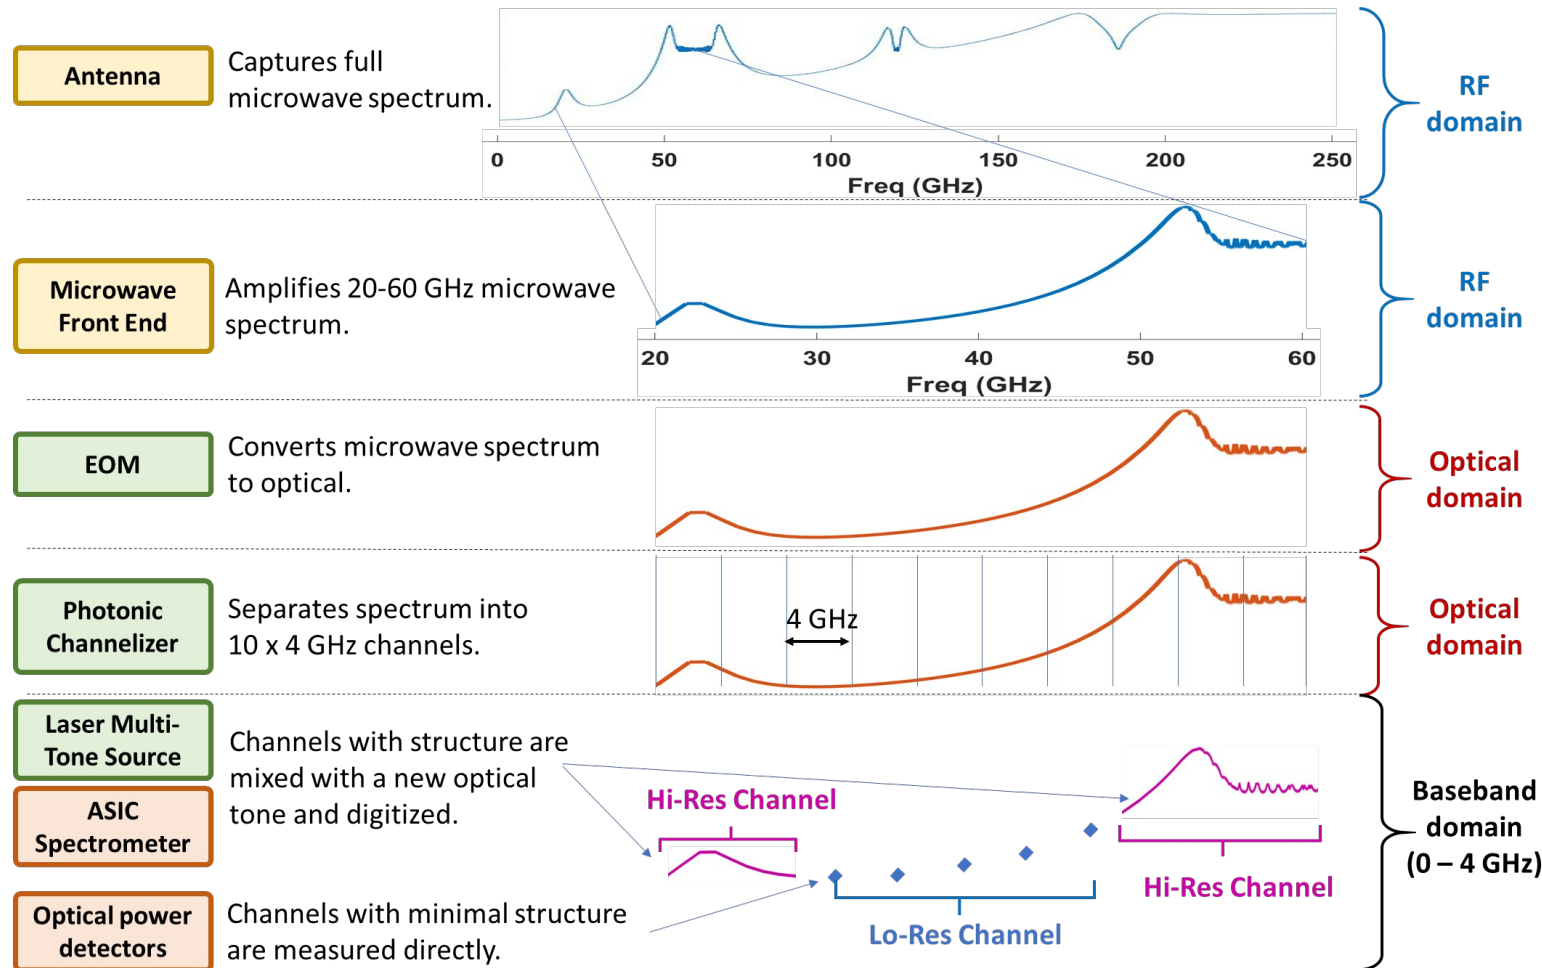 Antenna
Captures full
microwave spectrum.
0 50 100 150 200 250
Freq (GHz)
RF
domain
Microwave
Front End
Amplifies 20-60 GHz microwave
spectrum.
20 30 40 50 60
Freq (GHz)
RF
domain
EOM
Converts microwave spectrum
to optical.
Optical
domain
Photonic
Channelizer
Separates spectrum into
10 x 4 GHz channels.
4 GHz
Optical
domain
Laser Multi-
Tone Source
ASIC
Spectrometer
Channels with structure are
mixed with a new optical
tone and digitized.
Hi-Res Channel
Hi-Res Channel
Lo-Res Channel
Baseband
domain
(0 – 4 GHz)
Optical power
detectors
Channels with minimal structure
are measured directly.